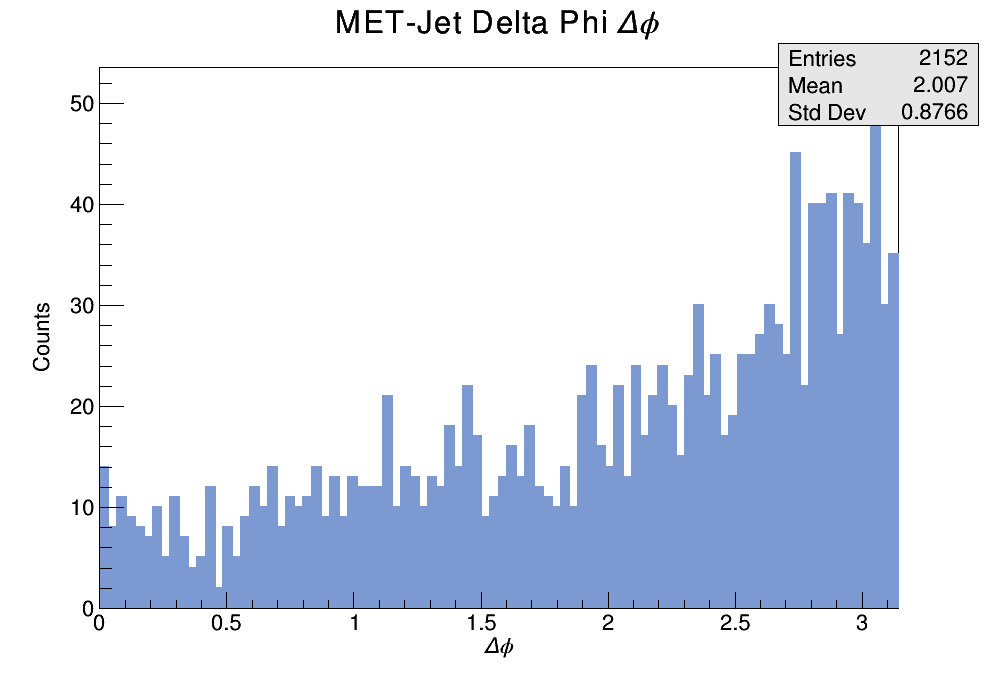 MET-Jet Delta Phi Δϕ
Entries 2152
Mean 2.007
Std Dev 0.8766
50
40
30
20
10
0
Counts
0 0.5 1 1.5 2 2.5 3
Δϕ